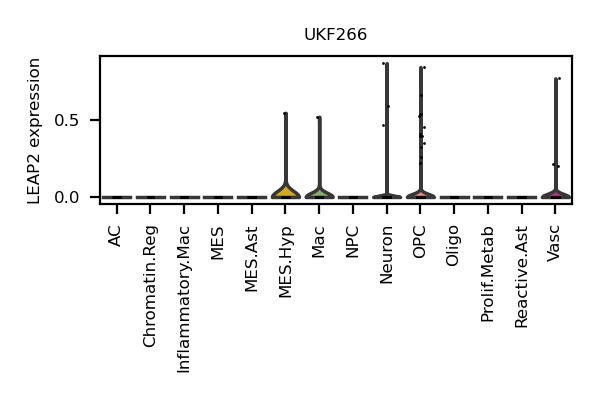 UKF266
LEAP2 expression
0.5
0.0
AC
Chromatin.Reg
Inflammatory.Mac
MES
MES.Ast
MES.Hyp
Mac
NPC
Neuron
OPC
Oligo
Prolif.Metab
Reactive.Ast
Vasc